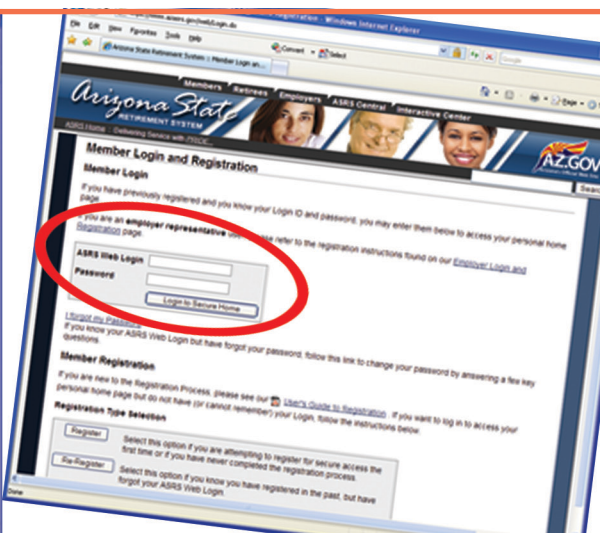 www.asrs.gov/web/Login.do
Registration - Windows Internet Explorer
File Edit View Favorites Tools Help
Convert Select
Google
Arizona State Retirement System :: Member Login an...
Page
Members Retirees Employers ASRS Central Interactive Center
Arizona State
RETIREMENT SYSTEM
AZ.GOV
ASRS Home : Delivering Service with PRIDE...
Search
Member Login and Registration
Member Login
If you have previously registered and you know your Login ID and password, you may enter them below to access your personal home
page.
If you are an employer representative please refer to the registration instructions found on our Employer Login and
Registration page.
ASRS Web Login
Password
Login to Secure Home
I forgot my Password
If you know your ASRS Web Login but have forgot your password, follow this link to change your password by answering a few key
questions.
Member Registration
If you are new to the Registration Process, please see our User's Guide to Registration. If you want to log in to access your
personal home page but do not have (or cannot remember) your Login, follow the instructions below.
Registration Type Selection
Register
Select this option if you are attempting to register for secure access the
first time or if you have never completed the registration process.
Re-Register
Select this option if you know you have registered in the past, but have
forgot your ASRS Web Login.
Done